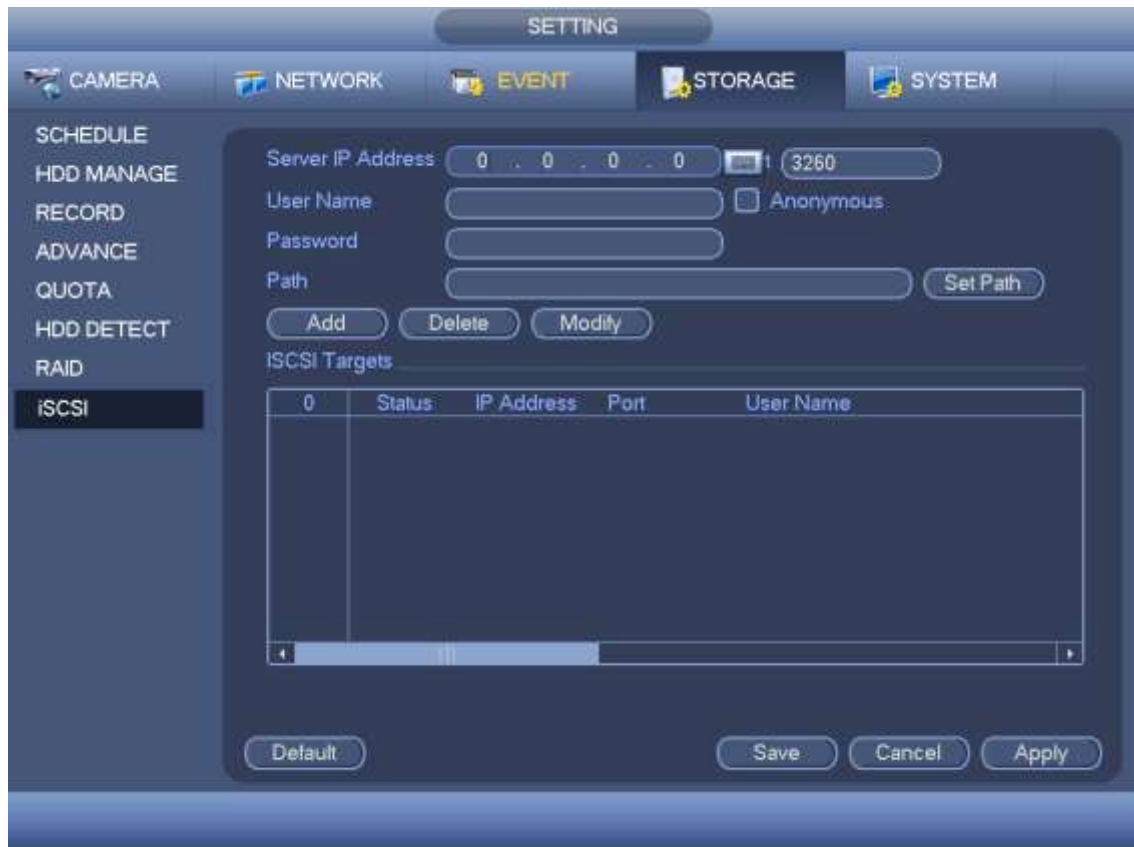 SETTING
CAMERA NETWORK EVENT STORAGE SYSTEM
SCHEDULE
HDD MANAGE
RECORD
ADVANCE
QUOTA
HDD DETECT
RAID
iSCSI
Server IP Address 0 . 0 . 0 . 0 t 3260
User Name Anonymous
Password
Path Set Path
Add Delete Modify
ISCSI Targets
0 Status IP Address Port User Name
Default Save Cancel Apply